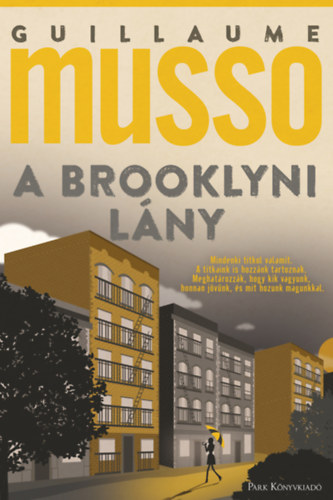 GUILLAUME
musso
A BROOKLYNI
LÁNY
Mindenki titkol valamit.
A titkaink is hozzánk tartoznak.
Meghatározzák, hogy kik vagyunk,
honnan jövünk, és mit hozunk magunkkal.
PARK KÖNYVKIADÓ